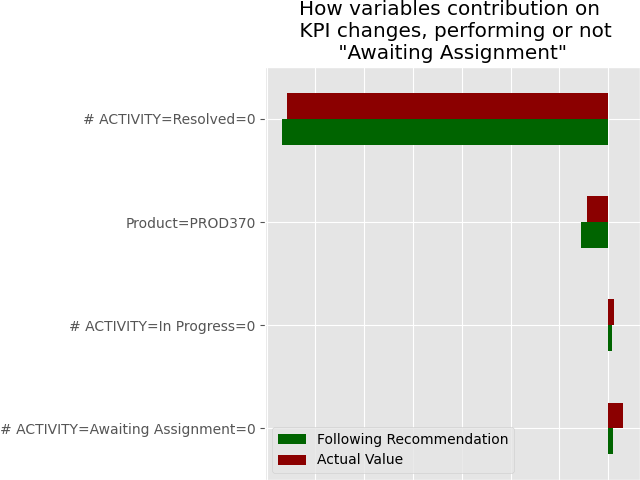 How variables contribution on
KPI changes, performing or not
"Awaiting Assignment"
# ACTIVITY=Resolved=0
Product=PROD370
# ACTIVITY=In Progress=0
# ACTIVITY=Awaiting Assignment=0
Following Recommendation
Actual Value